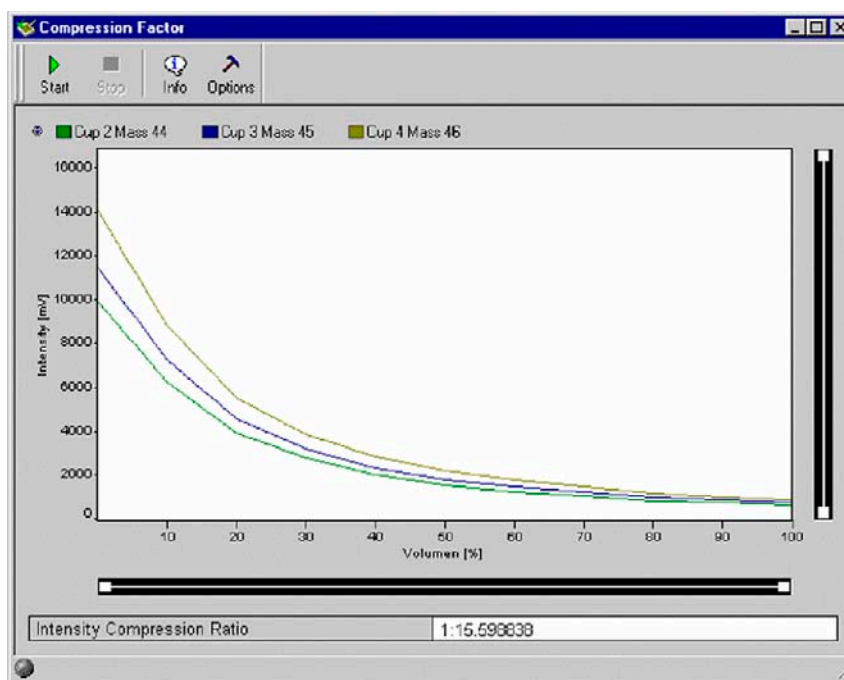 Compression Factor
Start Stop Info Options
Cup 2 Mass 44 Cup 3 Mass 45 Cup 4 Mass 46
16000
14000
12000
10000
8000
6000
4000
2000
0
Intensity [mV]
10 20 30 40 50 60 70 80 90 100
Volumen [%]
Intensity Compression Ratio 1:15.598838